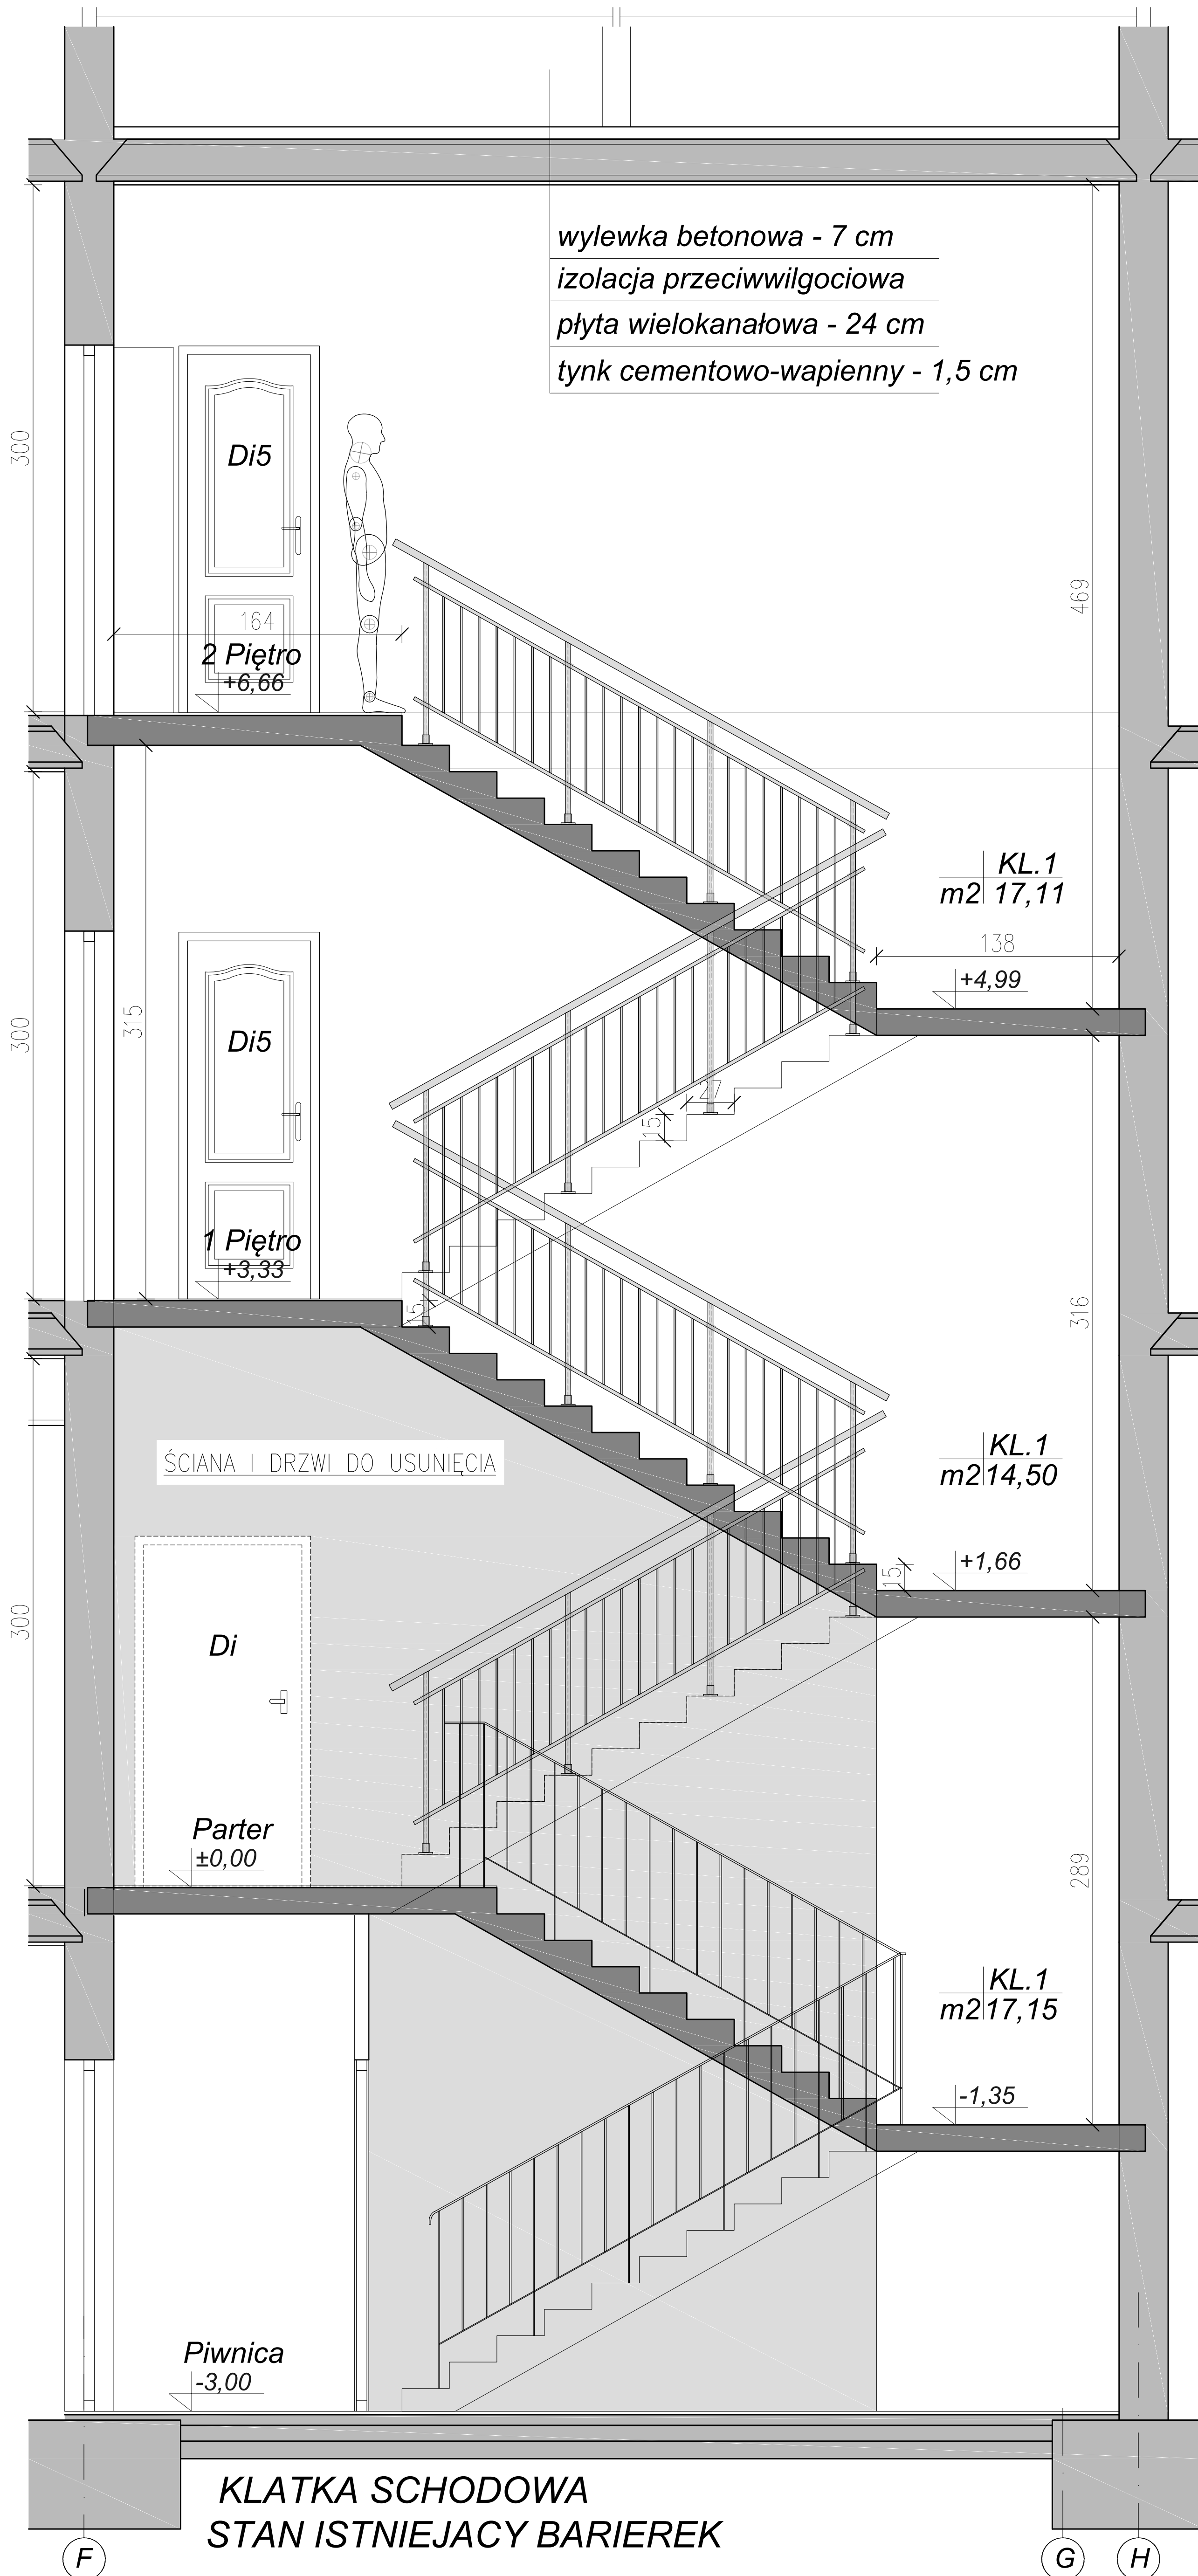 wylewka betonowa - 7 cm
izolacja przeciwwilgociowa
płyta wielokanałowa - 24 cm
tynk cementowo-wapienny - 1,5 cm
300
Di5
469
164
2 Piętro
+6,66
KL.1
m2 17,11
138
+4,99
300
315
Di5
27
15
1 Piętro
+3,33
15
316
KL.1
m2 14,50
ŚCIANA I DRZWI DO USUNIĘCIA
+1,66
15
300
Di
Parter
±0,00
289
KL.1
m2 17,15
-1,35
Piwnica
-3,00
KLATKA SCHODOWA
STAN ISTNIEJACY BARIEREK
F
G
H